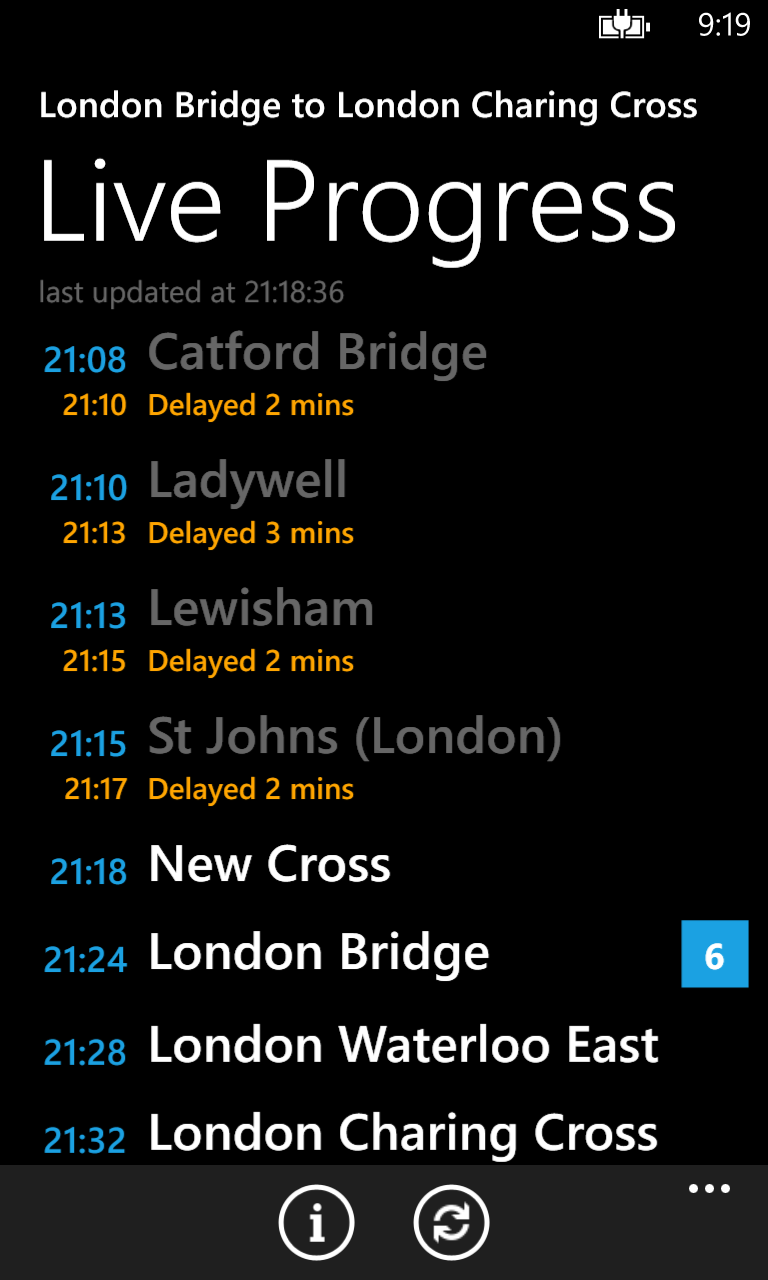 9:19
London Bridge to London Charing Cross
Live Progress
last updated at 21:18:36
21:08 Catford Bridge
21:10 Delayed 2 mins
21:10 Ladywell
21:13 Delayed 3 mins
21:13 Lewisham
21:15 Delayed 2 mins
21:15 St Johns (London)
21:17 Delayed 2 mins
21:18 New Cross
21:24 London Bridge 6
21:28 London Waterloo East
21:32 London Charing Cross